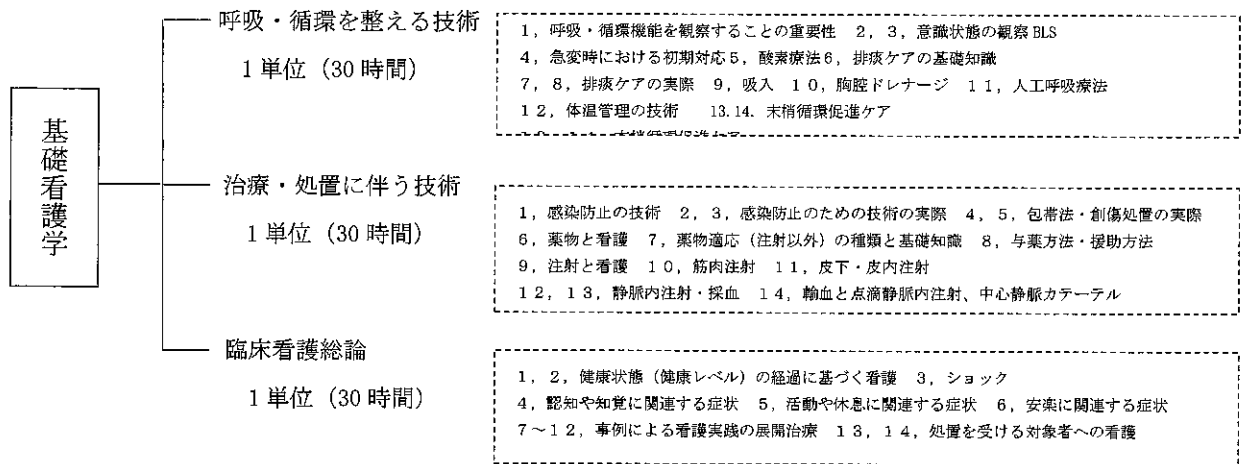 基礎看護学
呼吸・循環を整える技術
1単位（30時間）
1，呼吸・循環機能を観察することの重要性　2，3，意識状態の観察BLS
4，急変時における初期対応5，酸素療法6，排痰ケアの基礎知識
7，8，排痰ケアの実際　9，吸入　10，胸腔ドレナージ　11，人工呼吸療法
12，体温管理の技術　13.14．末梢循環促進ケア
治療・処置に伴う技術
1単位（30時間）
1，感染防止の技術　2，3，感染防止のための技術の実際　4，5，包帯法・創傷処置の実際
6，薬物と看護　7，薬物適応（注射以外）の種類と基礎知識　8，与薬方法・援助方法
9，注射と看護　10，筋肉注射　11，皮下・皮内注射
12，13，静脈内注射・採血　14，輸血と点滴静脈内注射、中心静脈カテーテル
臨床看護総論
1単位（30時間）
1，2，健康状態（健康レベル）の経過に基づく看護　3，ショック
4，認知や知覚に関連する症状　5，活動や休息に関連する症状　6，安楽に関連する症状
7～12，事例による看護実践の展開治療　13，14，処置を受ける対象者への看護